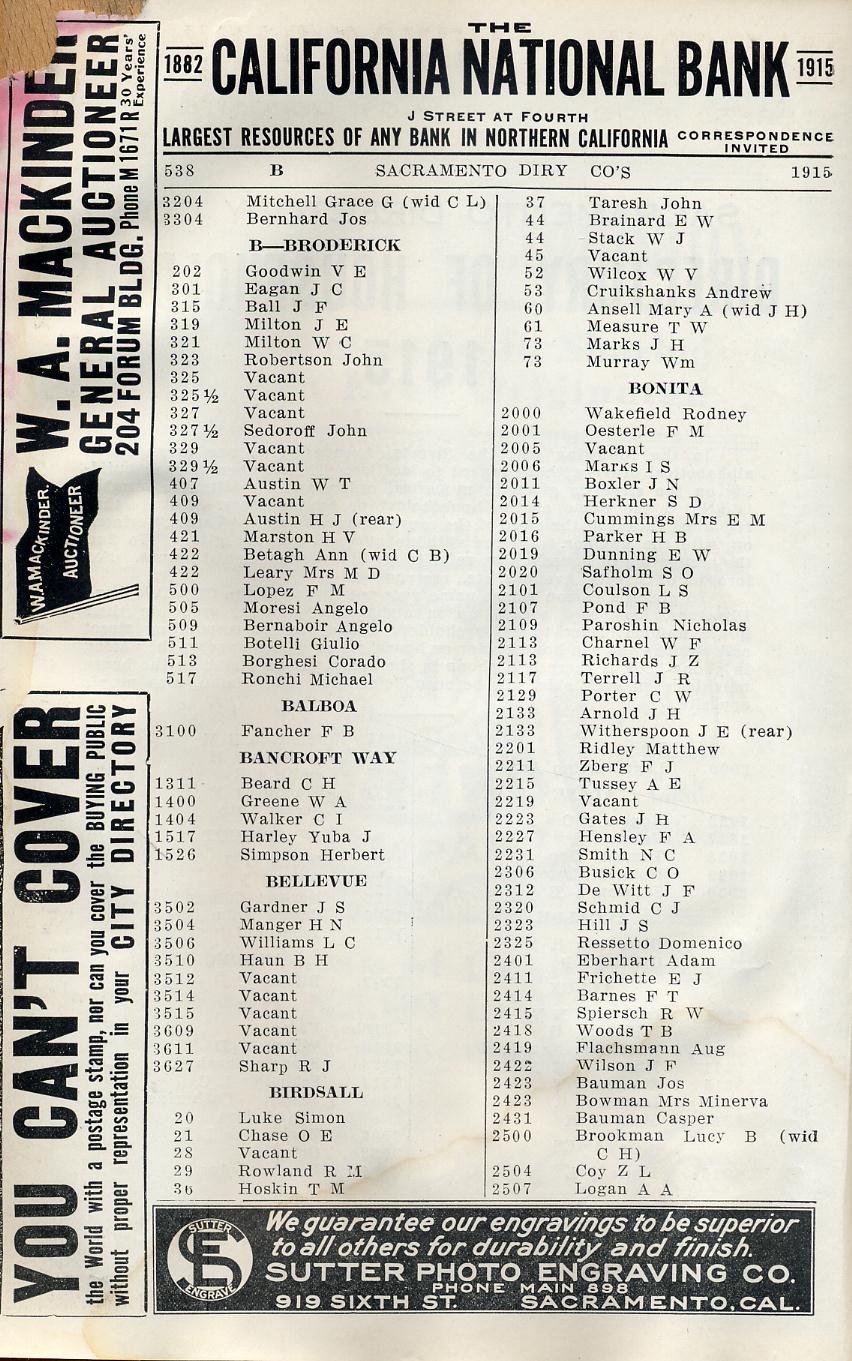 THE
1882 CALIFORNIA NATIONAL BANK 1915
J STREET AT FOURTH
LARGEST RESOURCES OF ANY BANK IN NORTHERN CALIFORNIA CORRESPONDENCE INVITED
538 B SACRAMENTO DIRY CO'S 1915
3204 Mitchell Grace G (wid C L)
3304 Bernhard Jos
B—BRODERICK
202 Goodwin V E
301 Eagan J C
315 Ball J F
319 Milton J E
321 Milton W C
323 Robertson John
325 Vacant
325½ Vacant
327 Vacant
327½ Sedoroff John
329 Vacant
329½ Vacant
407 Austin W T
409 Vacant
409 Austin H J (rear)
421 Marston H V
422 Betagh Ann (wid C B)
422 Leary Mrs M D
500 Lopez F M
505 Moresi Angelo
509 Bernaboir Angelo
511 Botelli Giulio
513 Borghesi Corado
517 Ronchi Michael
BALBOA
3100 Fancher F B
BANCROFT WAY
1311 Beard C H
1400 Greene W A
1404 Walker C I
1517 Harley Yuba J
1526 Simpson Herbert
BELLEVUE
3502 Gardner J S
3504 Manger H N
3506 Williams L C
3510 Haun B H
3512 Vacant
3514 Vacant
3515 Vacant
3609 Vacant
3611 Vacant
3627 Sharp R J
BIRDSALL
20 Luke Simon
21 Chase O E
28 Vacant
29 Rowland R M
36 Hoskin T M
37 Taresh John
44 Brainard E W
44 Stack W J
45 Vacant
52 Wilcox W V
53 Cruikshanks Andrew
60 Ansell Mary A (wid J H)
61 Measure T W
73 Marks J H
73 Murray Wm
BONITA
2000 Wakefield Rodney
2001 Oesterle F M
2005 Vacant
2006 Marks I S
2011 Boxler J N
2014 Herkner S D
2015 Cummings Mrs E M
2016 Parker H B
2019 Dunning E W
2020 Safholm S O
2101 Coulson L S
2107 Pond F B
2109 Paroshin Nicholas
2113 Charnel W F
2113 Richards J Z
2117 Terrell J R
2129 Porter C W
2133 Arnold J H
2133 Witherspoon J E (rear)
2201 Ridley Matthew
2211 Zberg F J
2215 Tussey A E
2219 Vacant
2223 Gates J H
2227 Hensley F A
2231 Smith N C
2306 Busick C O
2312 De Witt J F
2320 Schmid C J
2323 Hill J S
2325 Ressetto Domenico
2401 Eberhart Adam
2411 Frichette E J
2414 Barnes F T
2415 Spiersch R W
2418 Woods T B
2419 Flachsmann Aug
2422 Wilson J F
2423 Bauman Jos
2423 Bowman Mrs Minerva
2431 Bauman Casper
2500 Brookman Lucy B (wid
C H)
2504 Coy Z L
2507 Logan A A
W. A. MACKINDER
GENERAL AUCTIONEER
204 FORUM BLDG. Phone M 1671 R 30 Years' Experience
W.A.MACKINDER.
AUCTIONEER
YOU CAN'T COVER
the World with a postage stamp, nor can you cover the BUYING PUBLIC
without proper representation in your CITY DIRECTORY
SUTTER
SE
ENGRAVE
We guarantee our engravings to be superior
to all others for durability and finish.
SUTTER PHOTO ENGRAVING CO.
PHONE MAIN 898
919 SIXTH ST. SACRAMENTO, CAL.